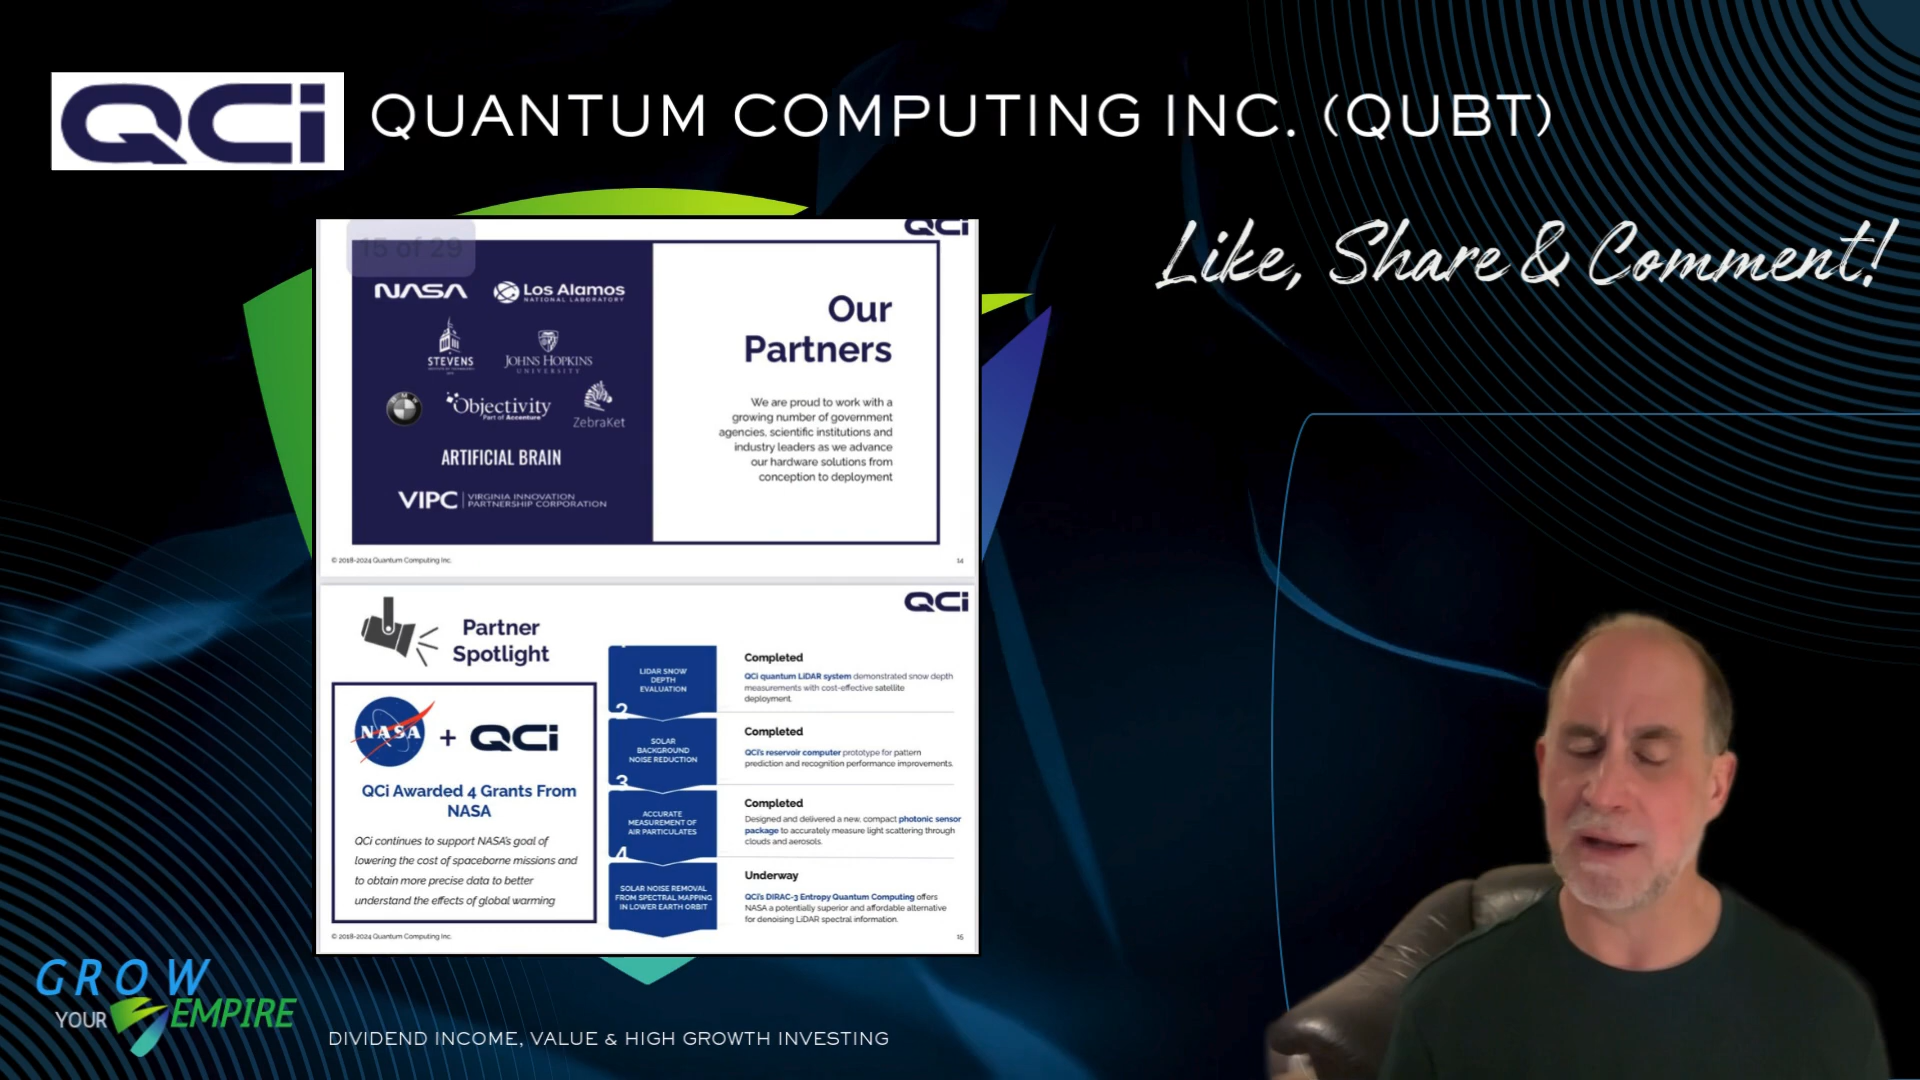 QCi
QUANTUM COMPUTING INC. (QUBT)
Like, Share & Comment!
QCi
15 of 29
NASA
Los Alamos
NATIONAL LABORATORY
STEVENS
JOHNS HOPKINS
UNIVERSITY
BMW
Objectivity
Part of Accenture
ZebraKet
ARTIFICIAL BRAIN
VIPC
VIRGINIA INNOVATION
PARTNERSHIP CORPORATION
Our
Partners
We are proud to work with a
growing number of government
agencies, scientific institutions and
industry leaders as we advance
our hardware solutions from
conception to deployment
© 2018-2024 Quantum Computing Inc.
14
QCi
Partner
Spotlight
NASA + QCi
QCi Awarded 4 Grants From
NASA
QCi continues to support NASA's goal of
lowering the cost of spaceborne missions and
to obtain more precise data to better
understand the effects of global warming
LIDAR SNOW
DEPTH
EVALUATION
Completed
QCi quantum LiDAR system demonstrated snow depth
measurements with cost-effective satellite
deployment.
2
SOLAR
BACKGROUND
NOISE REDUCTION
Completed
QCi's reservoir computer prototype for pattern
prediction and recognition performance improvements.
3
ACCURATE
MEASUREMENT OF
AIR PARTICULATES
Completed
Designed and delivered a new, compact photonic sensor
package to accurately measure light scattering through
clouds and aerosols.
4
SOLAR NOISE REMOVAL
FROM SPECTRAL MAPPING
IN LOWER EARTH ORBIT
Underway
QCi's DIRAC-3 Entropy Quantum Computing offers
NASA a potentially superior and affordable alternative
for denoising LiDAR spectral information.
© 2018-2024 Quantum Computing Inc.
15
GROW
YOUR EMPIRE
DIVIDEND INCOME, VALUE & HIGH GROWTH INVESTING